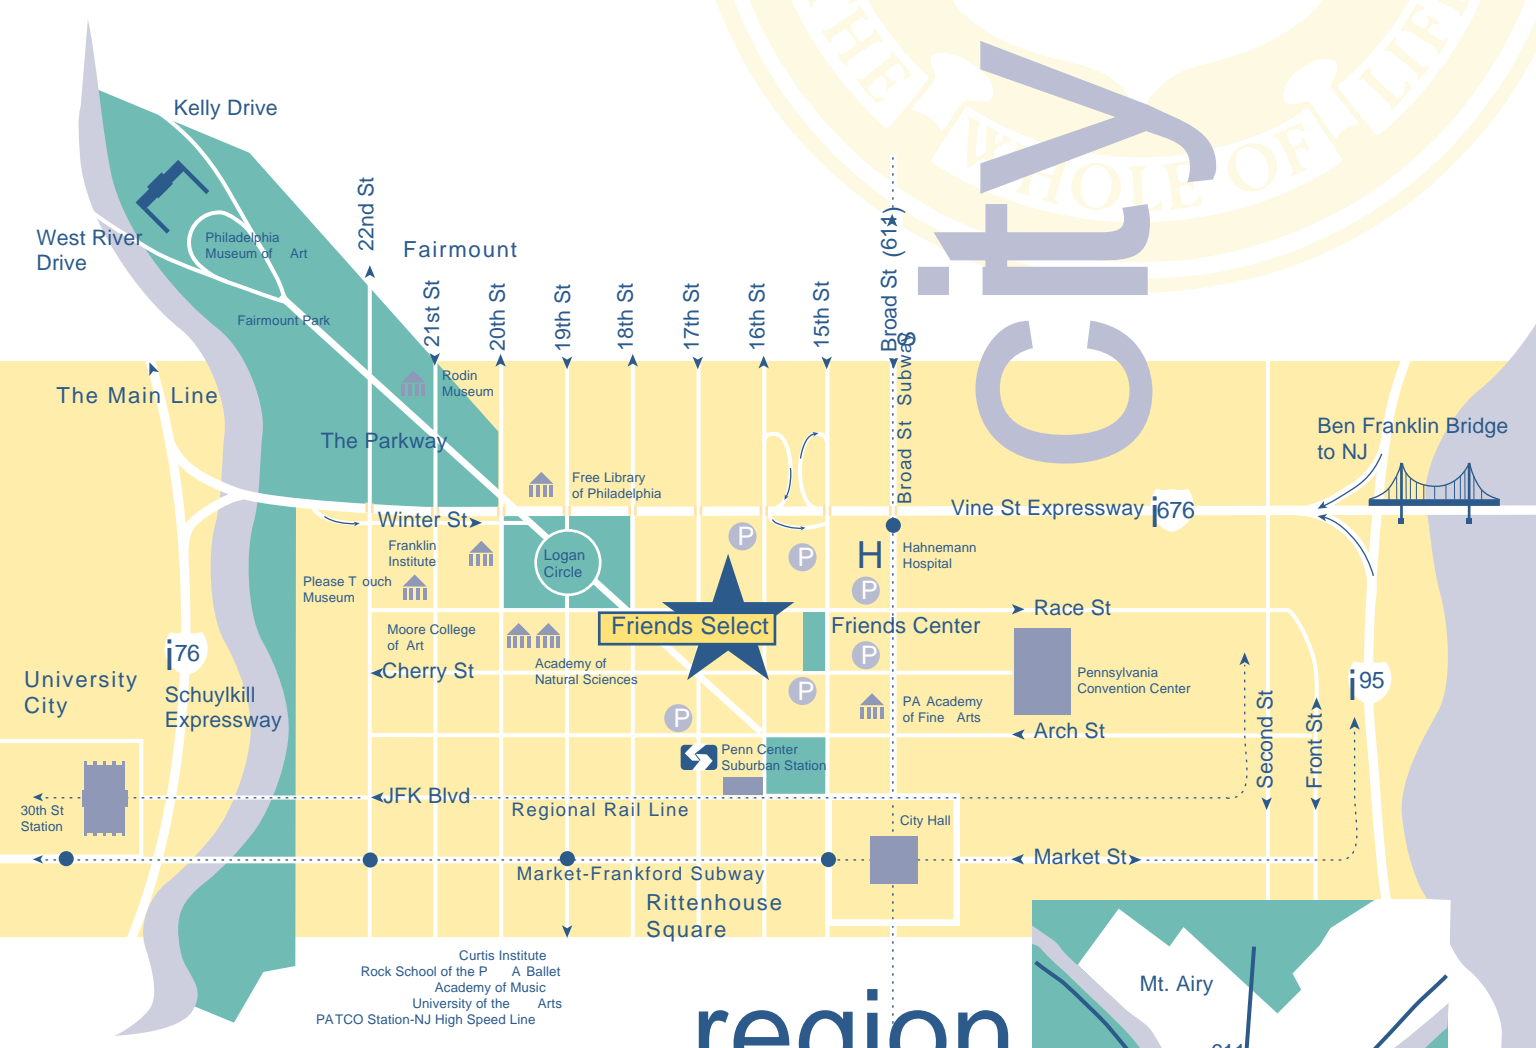 THE
WHOLE OF
LIFE
city
Kelly Drive
West River
Drive
Philadelphia
Museum of Art
Fairmount Park
22nd St
Fairmount
21st St
20th St
19th St
18th St
17th St
16th St
15th St
Broad St (611)
Broad St Subway
The Main Line
Rodin
Museum
The Parkway
Free Library
of Philadelphia
Ben Franklin Bridge
to NJ
Winter St
Vine St Expressway
i676
Franklin
Institute
Logan
Circle
P
P
H
Hahnemann
Hospital
Please T ouch
Museum
P
Race St
Moore College
of Art
Friends Select
Friends Center
Academy of
Natural Sciences
P
Cherry St
i76
Pennsylvania
Convention Center
University
City
Schuylkill
Expressway
P
i95
PA Academy
of Fine Arts
P
Second St
Front St
Arch St
Penn Center
Suburban Station
JFK Blvd
30th St
Station
Regional Rail Line
City Hall
Market St
Market-Frankford Subway
Rittenhouse
Square
Curtis Institute
Rock School of the P A Ballet
Academy of Music
University of the Arts
PATCO Station-NJ High Speed Line
Mt. Airy
region